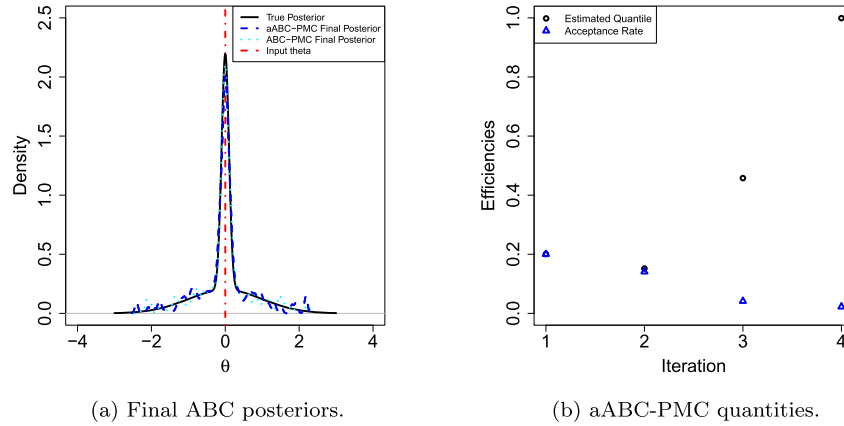 True Posterior
aABC−PMC Final Posterior
ABC−PMC Final Posterior
Input theta
2.5
2.0
1.5
1.0
0.5
0.0
Density
−4
−2
0
2
4
θ
(a) Final ABC posteriors.
Estimated Quantile
Acceptance Rate
1.0
0.8
0.6
0.4
0.2
0.0
Efficiencies
1
2
3
4
Iteration
(b) aABC-PMC quantities.